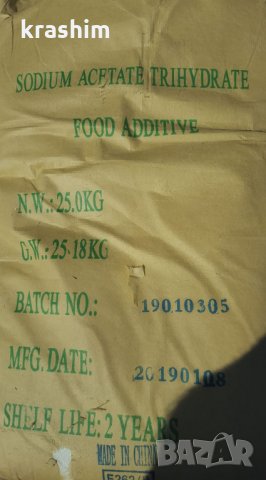 krashim
SODIUM ACETATE TRIHYDRATE
FOOD ADDITIVE
N.W.: 25.0KG
G.W.: 25.18KG
BATCH NO.: 19010305
MFG. DATE: 20190108
SHELF LIFE: 2 YEARS
MADE IN CHINA
BAZAR